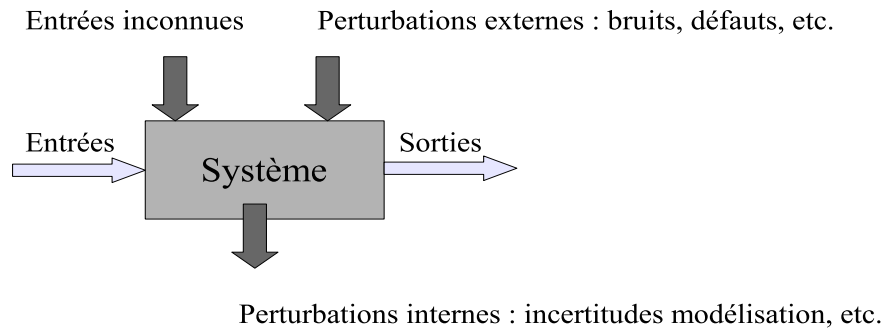 Entrées inconnues
Perturbations externes : bruits, défauts, etc.
Entrées
Sorties
Système
Perturbations internes : incertitudes modélisation, etc.